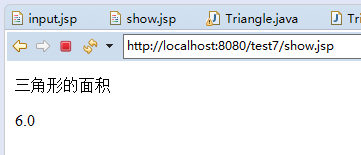 input.jsp show.jsp Triangle.java
http://localhost:8080/test7/show.jsp
三角形的面积
6.0